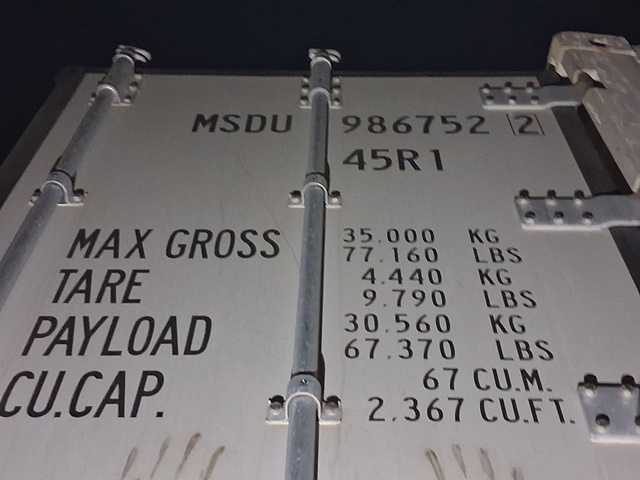 MSDU 986752 2
45R1
MAX GROSS 35.000 KG
77.160 LBS
TARE 4.440 KG
9.790 LBS
PAYLOAD 30.560 KG
67.370 LBS
CU.CAP. 67 CU.M.
2.367 CU.FT.